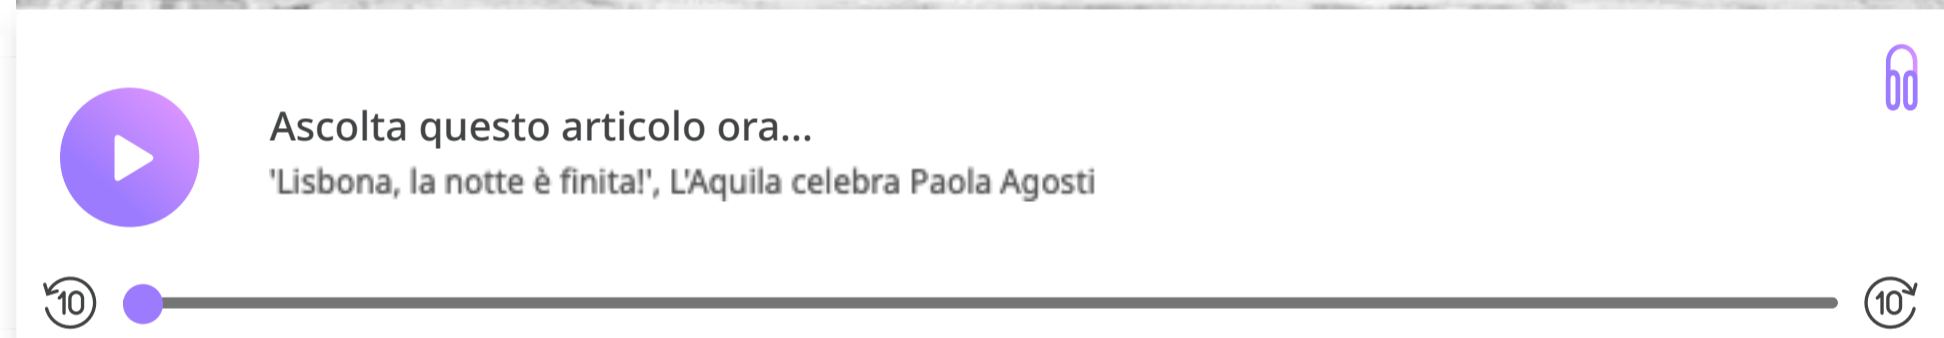 Ascolta questo articolo ora...
'Lisbona, la notte è finita!', L'Aquila celebra Paola Agosti
10 10